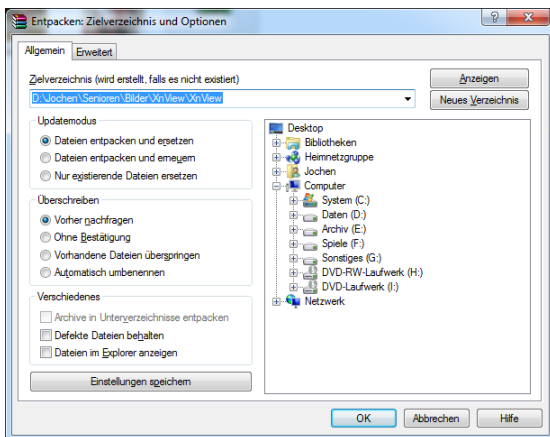 Entpacken: Zielverzeichnis und Optionen
Allgemein
Erweitert
Zielverzeichnis (wird erstellt, falls es nicht existiert)
Anzeigen
D:\Jochen\Senioren\Bilder\XnView\XnView
Neues Verzeichnis
Updatemodus
Dateien entpacken und ersetzen
Dateien entpacken und erneuern
Nur existierende Dateien ersetzen
Überschreiben
Vorher nachfragen
Ohne Bestätigung
Vorhandene Dateien überspringen
Automatisch umbenennen
Verschiedenes
Archive in Unterverzeichnisse entpacken
Defekte Dateien behalten
Dateien im Explorer anzeigen
Einstellungen speichern
Desktop
Bibliotheken
Heimnetzgruppe
Jochen
Computer
System (C:)
Daten (D:)
Archiv (E:)
Spiele (F:)
Sonstiges (G:)
DVD-RW-Laufwerk (H:)
DVD-Laufwerk (I:)
Netzwerk
OK
Abbrechen
Hilfe